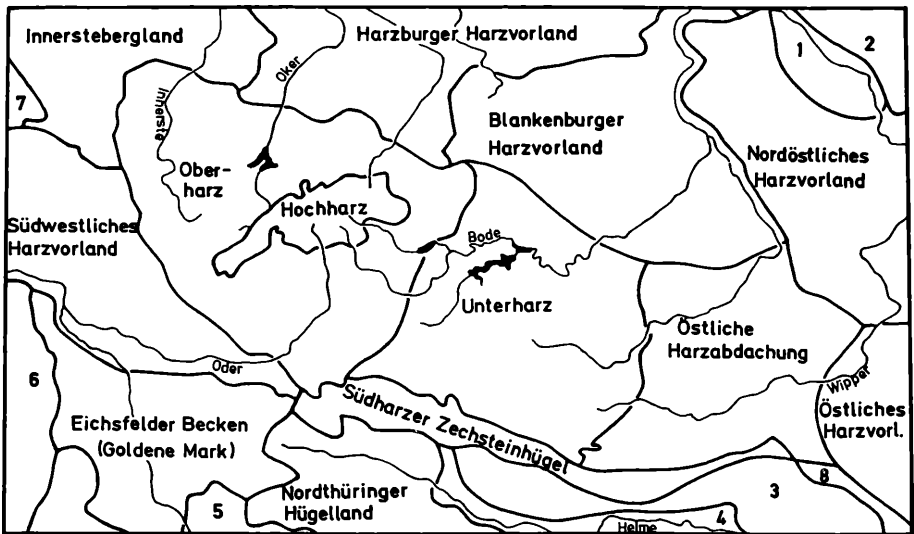 Innerstebergland
Harzburger Harzvorland
1
2
Oker
7
Innerste
Blankenburger
Harzvorland
Nordöstliches
Harzvorland
Ober-
harz
Hochharz
Südwestliches
Harzvorland
Bode
Unterharz
Östliche
Harzabdachung
Oder
6
Wipper
Südharzer Zechsteinhügel
Östliches
Harzvorl.
Eichsfelder Becken
(Goldene Mark)
8
3
5
Nordthüringer
Hügelland
4
Helme